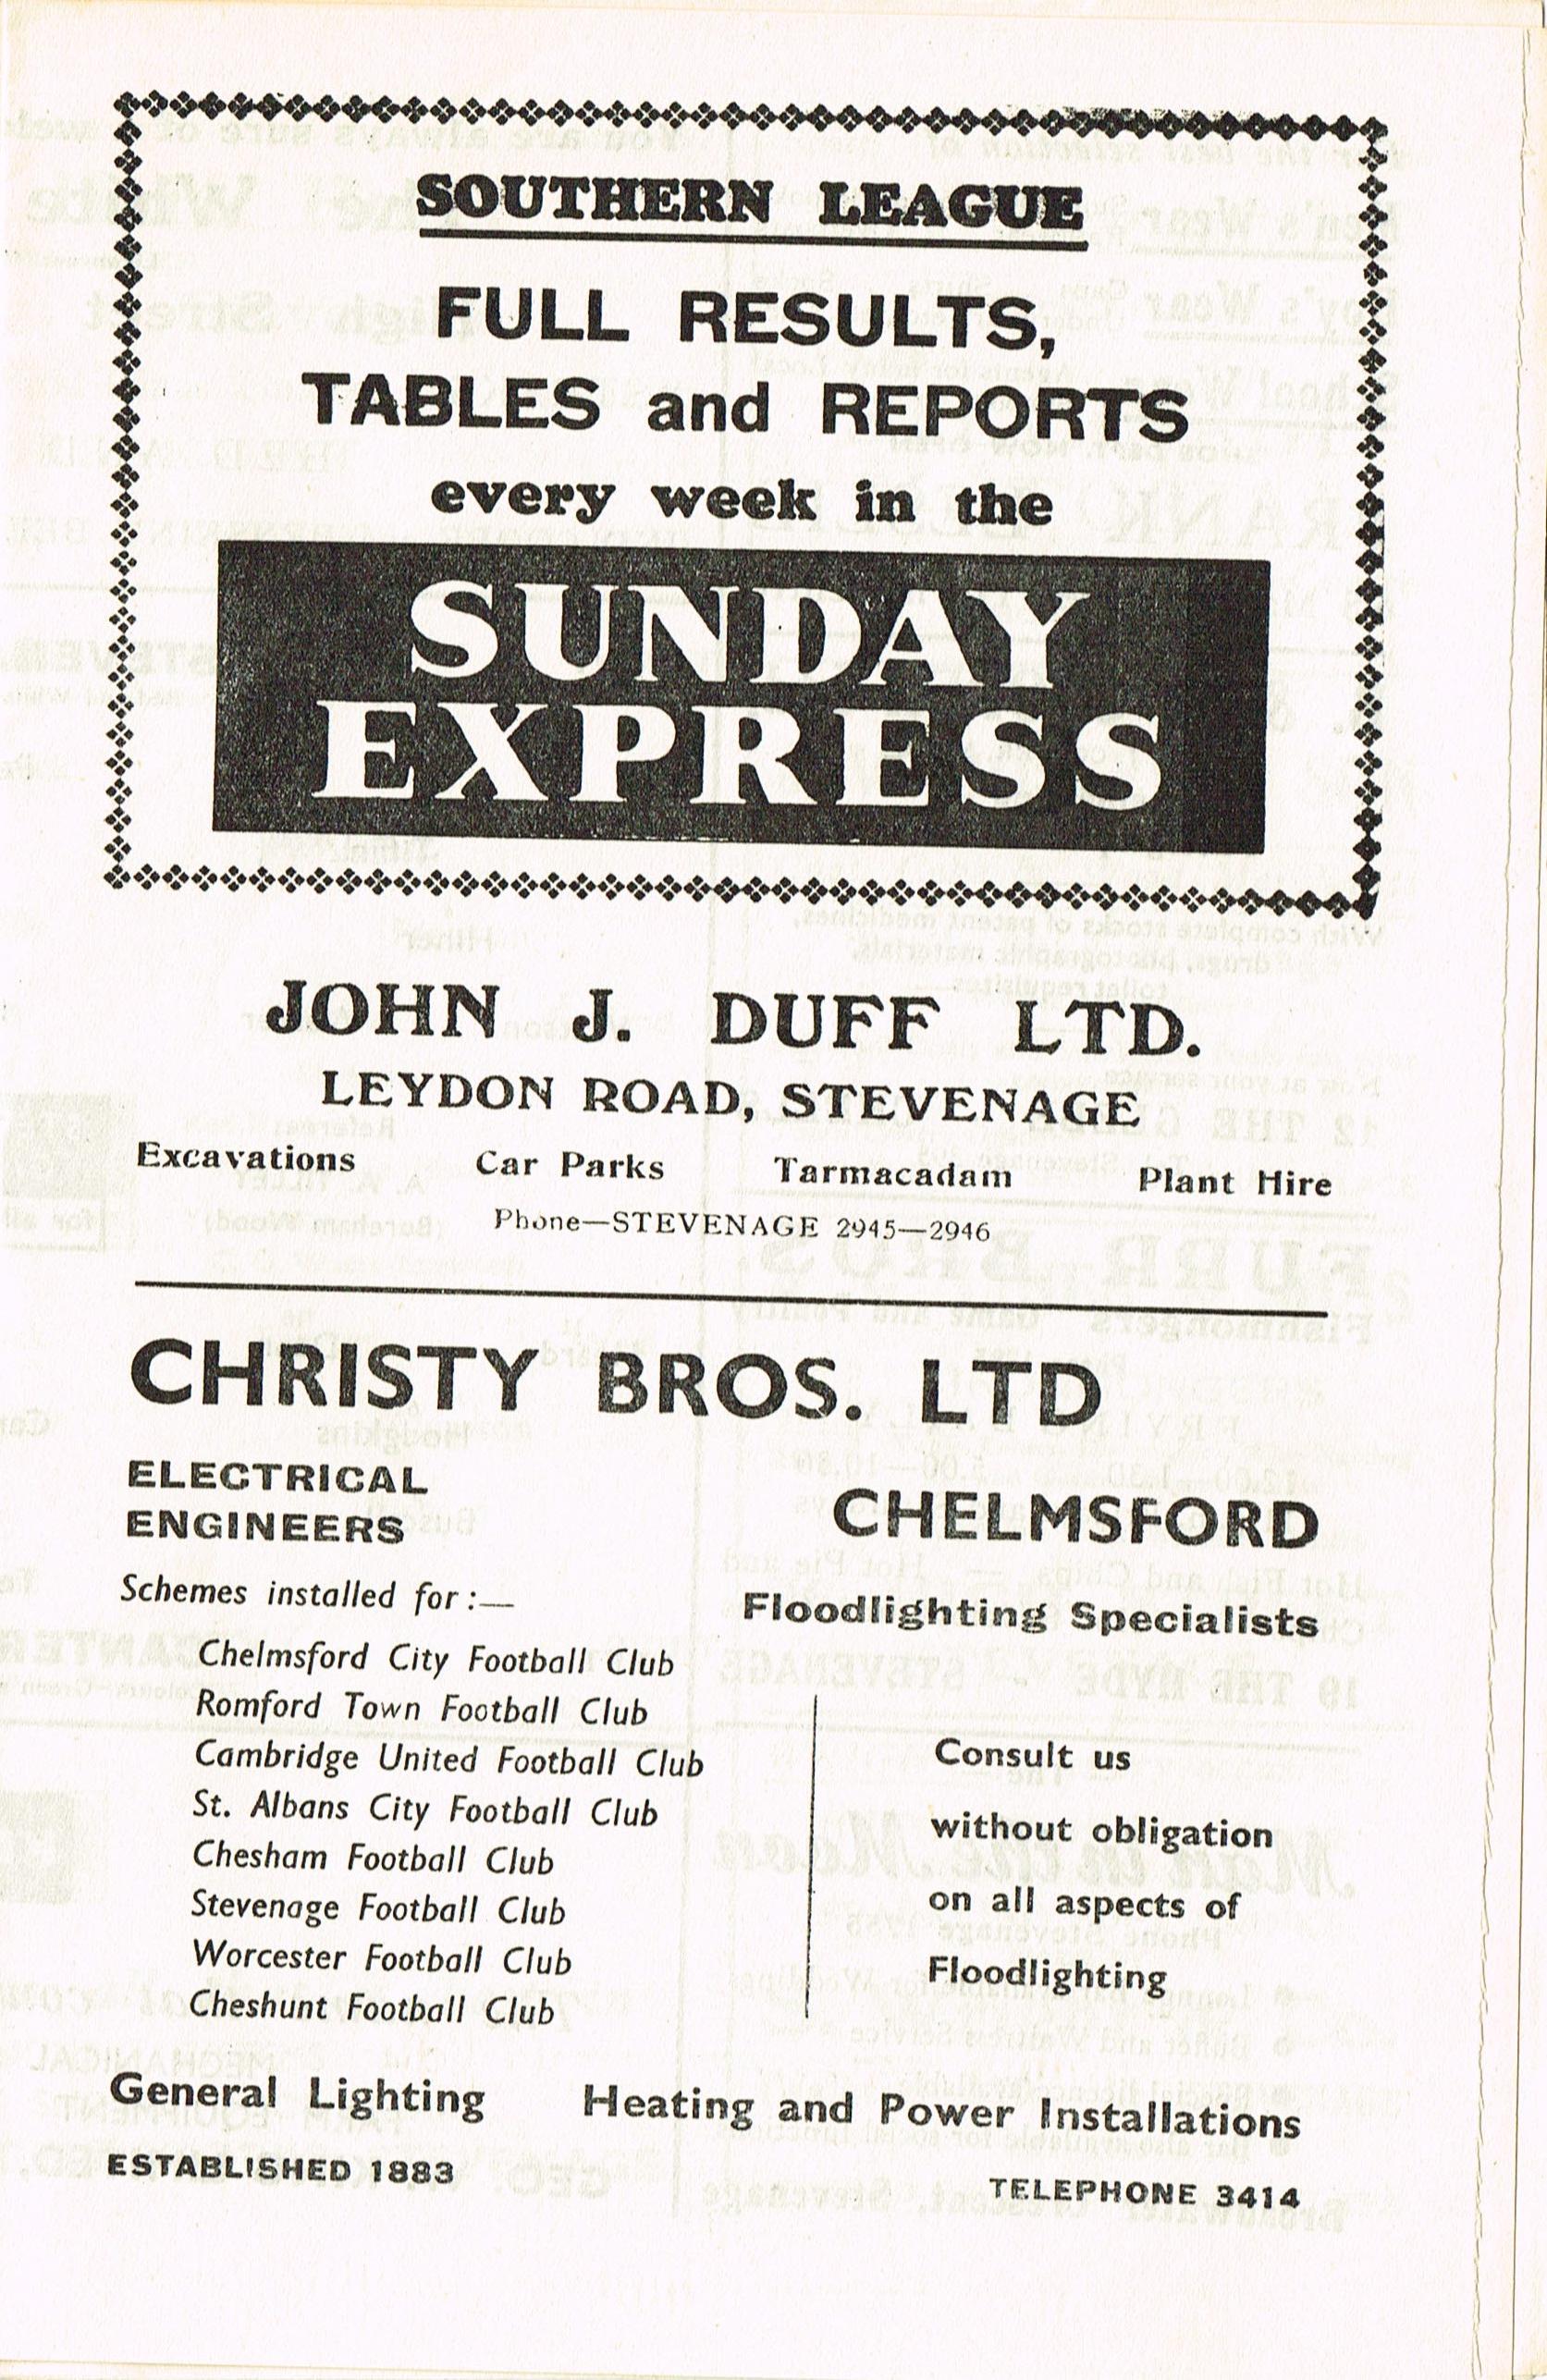 SOUTHERN LEAGUE
FULL RESULTS,
TABLES and REPORTS
every week in the
SUNDAY
EXPRESS
JOHN J. DUFF LTD.
LEYDON ROAD, STEVENAGE
Excavations Car Parks Tarmacadam Plant Hire
Phone—STEVENAGE 2945—2946
CHRISTY BROS. LTD
ELECTRICAL
ENGINEERS
CHELMSFORD
Schemes installed for:—
Floodlighting Specialists
Chelmsford City Football Club
Romford Town Football Club
Cambridge United Football Club
St. Albans City Football Club
Chesham Football Club
Stevenage Football Club
Worcester Football Club
Cheshunt Football Club
Consult us
without obligation
on all aspects of
Floodlighting
General Lighting Heating and Power Installations
ESTABLISHED 1883
TELEPHONE 3414